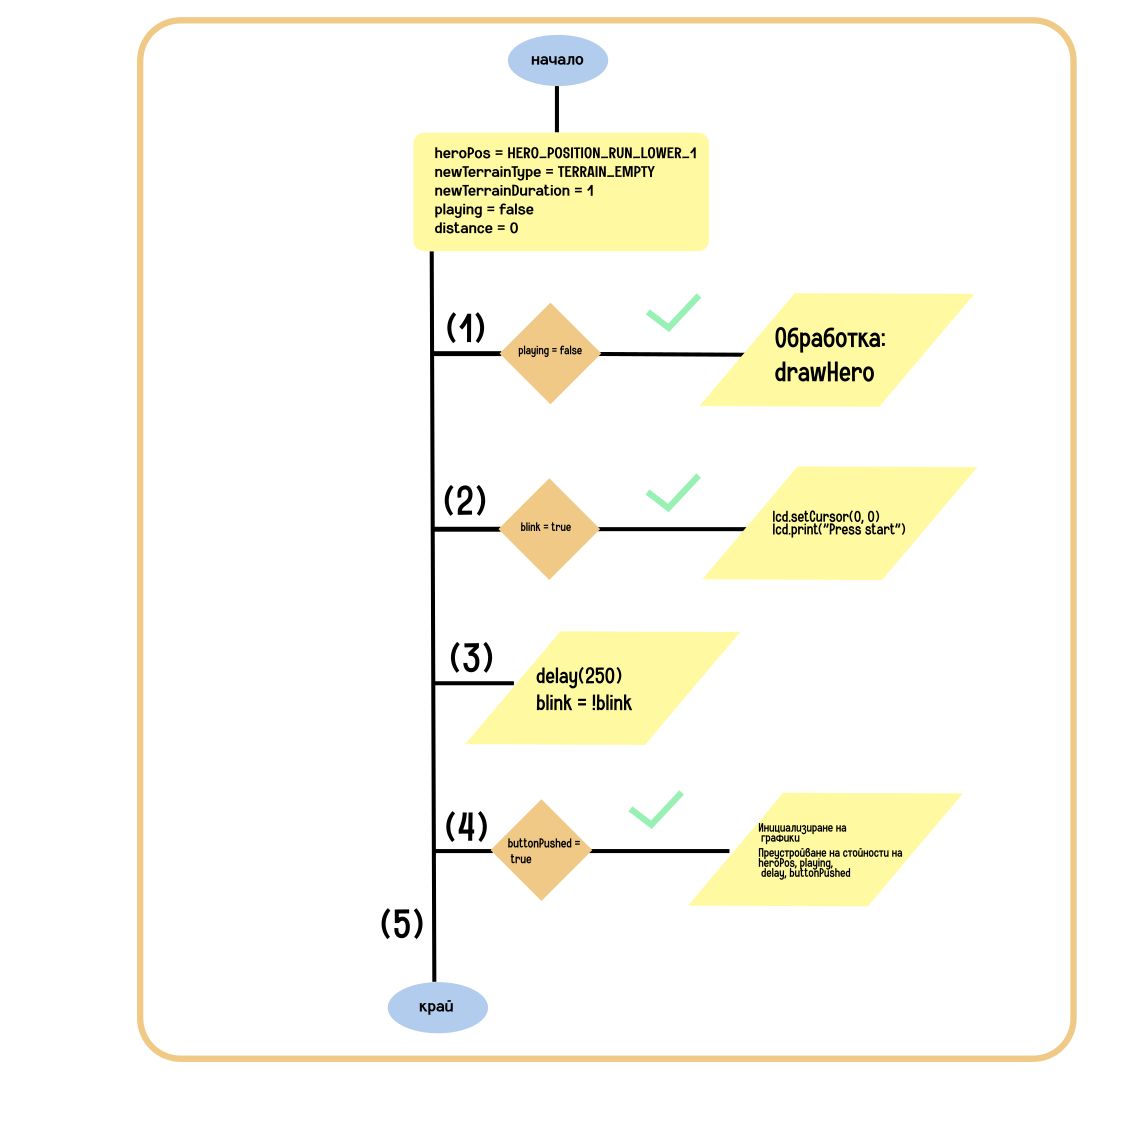 начало
heroPos = HERO_POSITION_RUN_LOWER_1
newTerrainType = TERRAIN_EMPTY
newTerrainDuration = 1
playing = false
distance = 0
(1)
playing = false
Обработка:
drawHero
(2)
blink = true
lcd.setCursor(0, 0)
lcd.print("Press start")
(3)
delay(250)
blink = !blink
(4)
buttonPushed =
true
Инициализиране на
графики
Преустройване на стойности на
heroPos, playing,
delay, buttonPushed
(5)
край